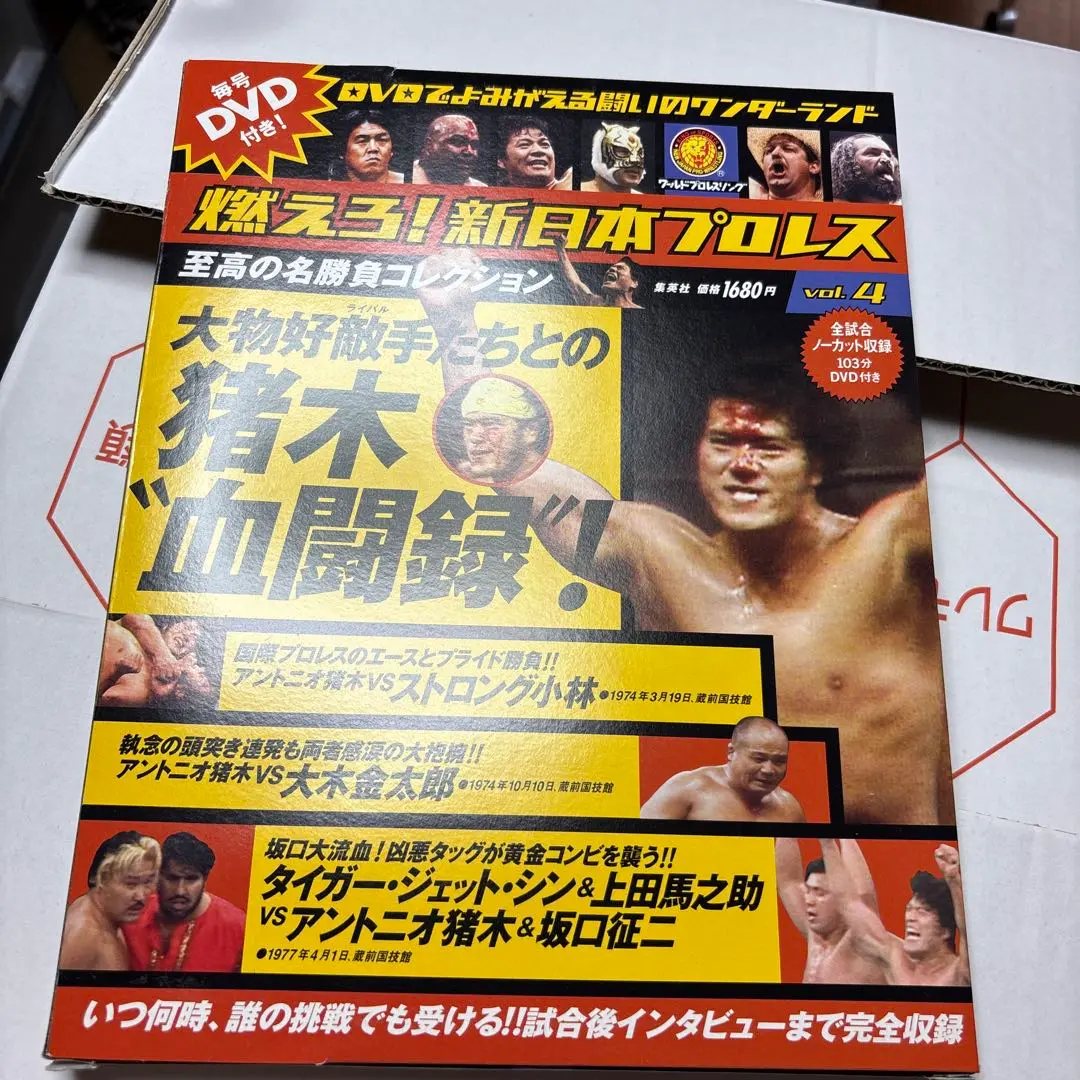 毎号
DVD
付き!
DVDでよみがえる闘いのワンダーランド
ワールドプロレスリング
燃えろ!新日本プロレス
至高の名勝負コレクション
集英社 価格1680円
vol.4
全試合
ノーカット収録
103分
DVD付き
大物好敵手たちとの
ライバル
猪木
"血闘録"!
国際プロレスのエースとプライド勝負!!
アントニオ猪木VSストロング小林 ●1974年3月19日、蔵前国技館
執念の頭突き連発も両者感涙の大抱擁!!
アントニオ猪木VS大木金太郎 ●1974年10月10日、蔵前国技館
坂口大流血!凶悪タッグが黄金コンビを襲う!!
タイガー・ジェット・シン&上田馬之助
VSアントニオ猪木&坂口征二
●1977年4月1日、蔵前国技館
いつ何時、誰の挑戦でも受ける!!試合後インタビューまで完全収録
ワレ